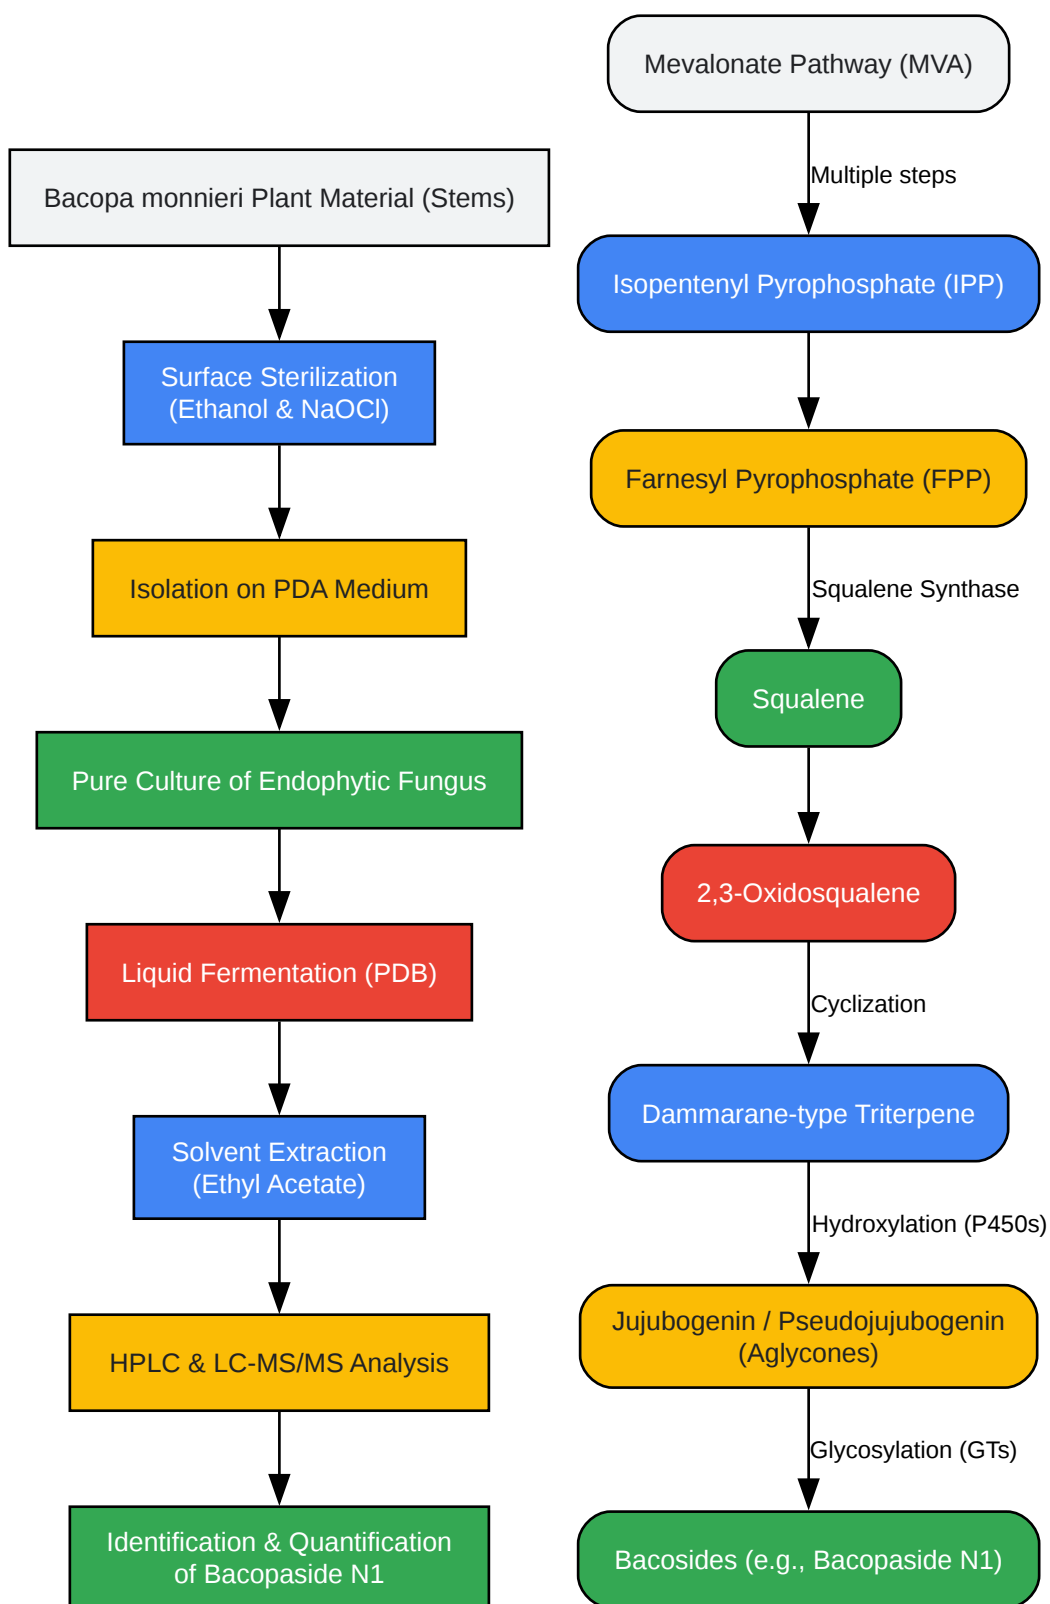 Bacopa monnieri Plant Material (Stems)
Surface Sterilization
(Ethanol & NaOCl)
Isolation on PDA Medium
Pure Culture of Endophytic Fungus
Liquid Fermentation (PDB)
Solvent Extraction
(Ethyl Acetate)
HPLC & LC-MS/MS Analysis
Identification & Quantification
of Bacopaside N1
Mevalonate Pathway (MVA)
Multiple steps
Isopentenyl Pyrophosphate (IPP)
Farnesyl Pyrophosphate (FPP)
Squalene Synthase
Squalene
2,3-Oxidosqualene
Cyclization
Dammarane-type Triterpene
Hydroxylation (P450s)
Jujubogenin / Pseudojujubogenin
(Aglycones)
Glycosylation (GTs)
Bacosides (e.g., Bacopaside N1)